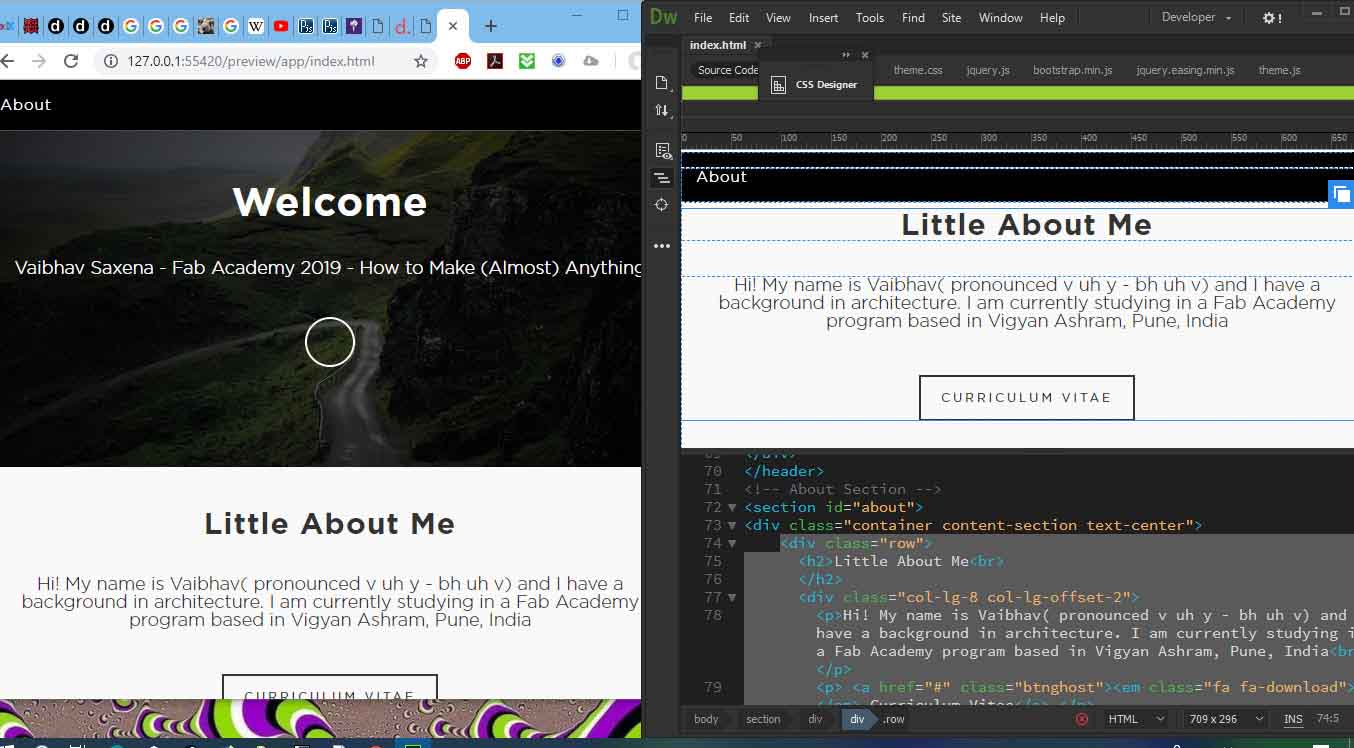 127.0.0.1:55420/preview/app/index.html
ABP
About
Welcome
Vaibhav Saxena - Fab Academy 2019 - How to Make (Almost) Anything
Little About Me
Hi! My name is Vaibhav( pronounced v uh y - bh uh v) and I have a
background in architecture. I am currently studying in a Fab Academy
program based in Vigyan Ashram, Pune, India
CURRICULUM VITAE
Dw File Edit View Insert Tools Find Site Window Help Developer
index.html
Source Code theme.css jquery.js bootstrap.min.js jquery.easing.min.js theme.js
CSS Designer
0 50 100 150 200 250 300 350 400 450 500 550 600 650
About
Little About Me
Hi! My name is Vaibhav( pronounced v uh y - bh uh v) and I have a
background in architecture. I am currently studying in a Fab Academy
program based in Vigyan Ashram, Pune, India
CURRICULUM VITAE
69 </div>
70 </header>
71 <!-- About Section -->
72 <section id="about">
73 <div class="container content-section text-center">
74 <div class="row">
75 <h2>Little About Me<br>
76 </h2>
77 <div class="col-lg-8 col-lg-offset-2">
78 <p>Hi! My name is Vaibhav( pronounced v uh y - bh uh v) and
have a background in architecture. I am currently studying i
a Fab Academy program based in Vigyan Ashram, Pune, India<br
</p>
79 <p> <a href="#" class="btnghost"><em class="fa fa-download">
</em> Curriculum Vitae</a> </p>
body section div div .row HTML 709 x 296 INS 74:5